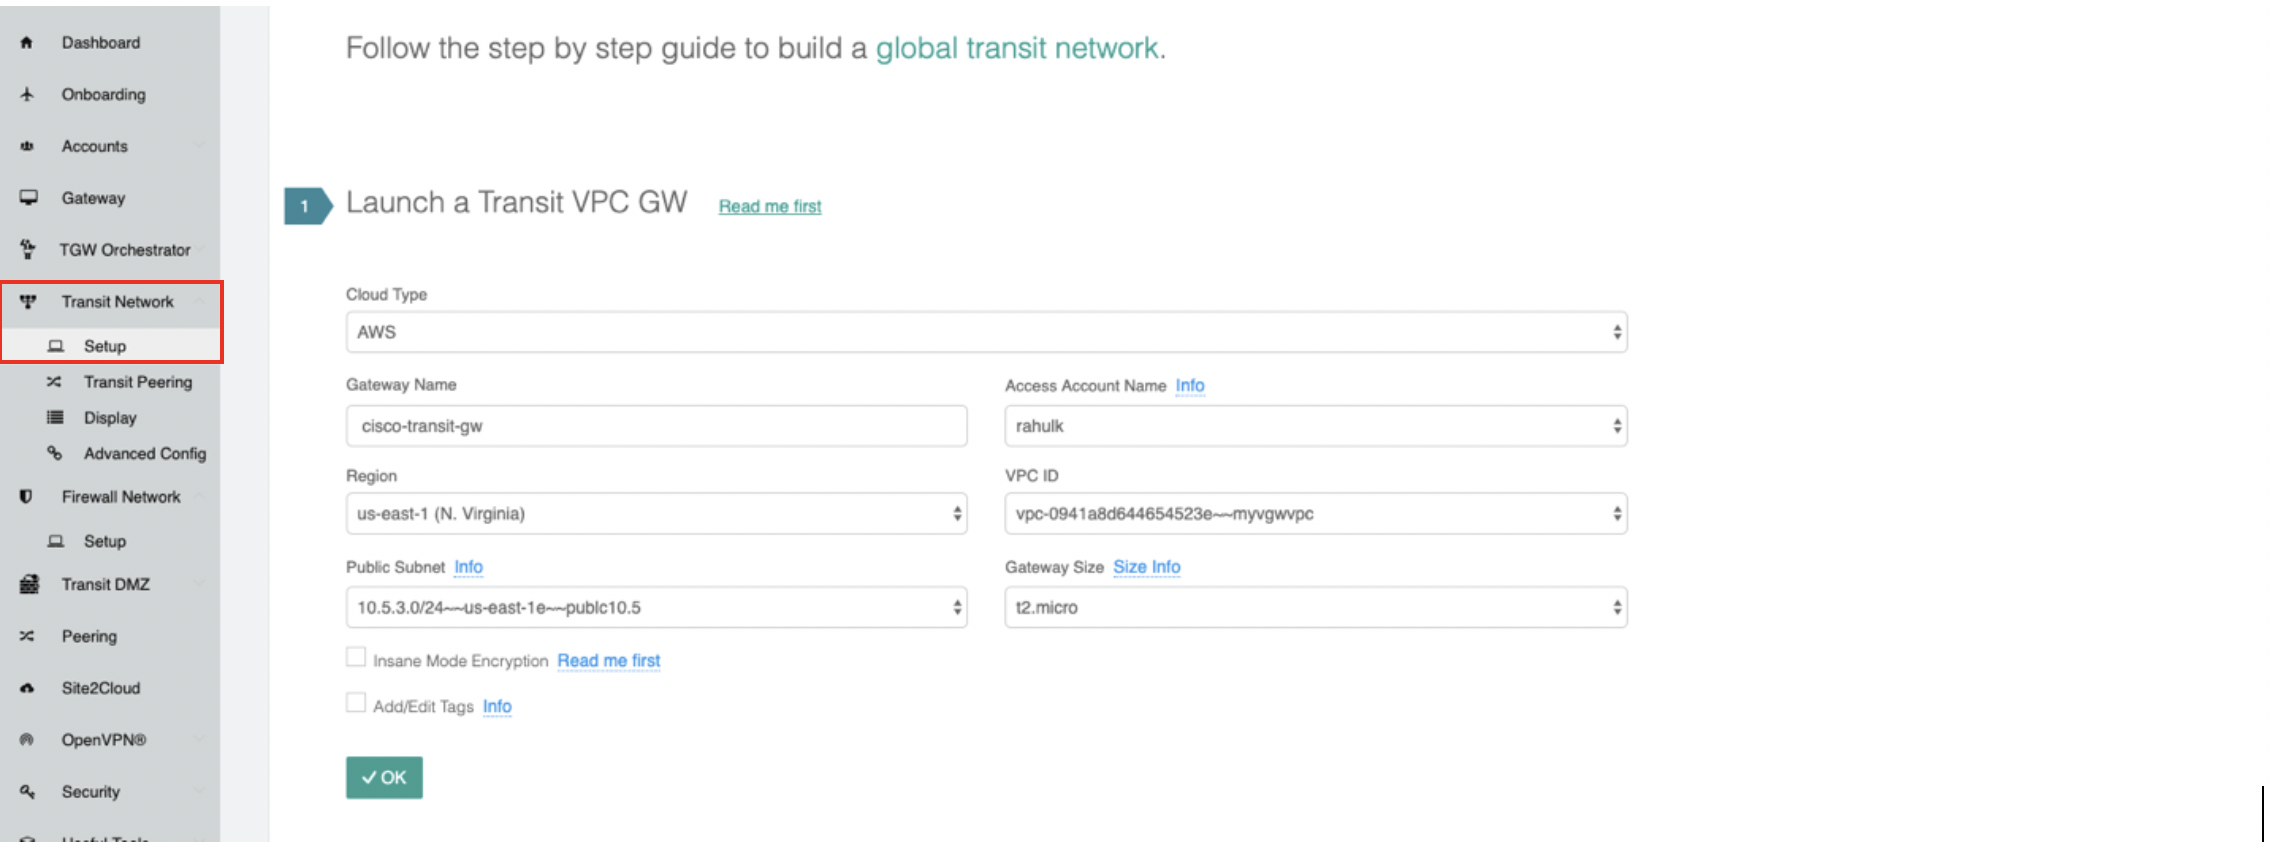 Dashboard
Onboarding
Accounts
Gateway
TGW Orchestrator
Transit Network
Setup
Transit Peering
Display
Advanced Config
Firewall Network
Setup
Transit DMZ
Peering
Site2Cloud
OpenVPN®
Security
Useful Tools
Follow the step by step guide to build a global transit network.
1 Launch a Transit VPC GW Read me first
Cloud Type
AWS
Gateway Name
cisco-transit-gw
Access Account Name Info
rahulk
Region
us-east-1 (N. Virginia)
VPC ID
vpc-0941a8d644654523e~~myvgwvpc
Public Subnet Info
10.5.3.0/24~~us-east-1e~~publc10.5
Gateway Size Size Info
t2.micro
Insane Mode Encryption Read me first
Add/Edit Tags Info
OK